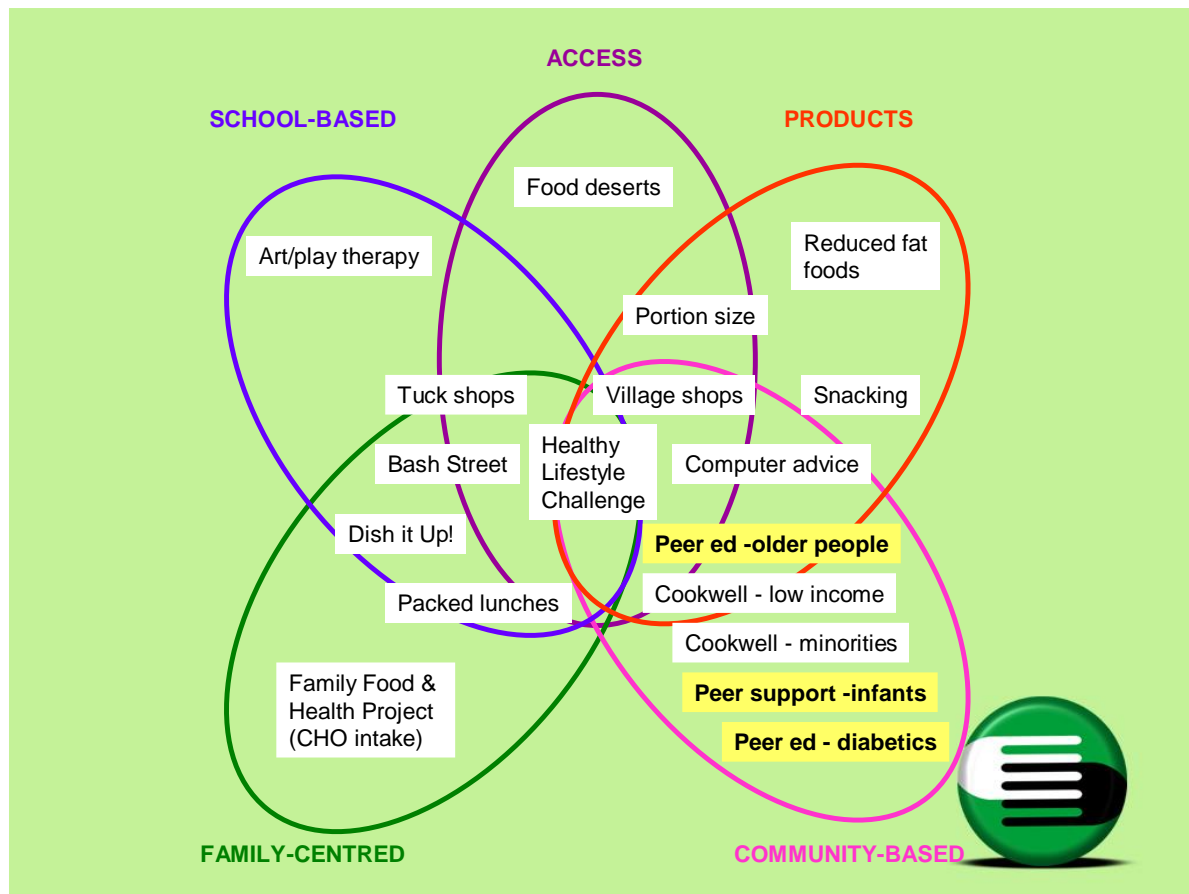 ACCESS
SCHOOL-BASED
PRODUCTS
Food deserts
Art/play therapy
Reduced fat
foods
Portion size
Tuck shops
Village shops
Snacking
Healthy
Lifestyle
Challenge
Bash Street
Computer advice
Dish it Up!
Peer ed -older people
Packed lunches
Cookwell - low income
Cookwell - minorities
Family Food &
Health Project
(CHO intake)
Peer support -infants
Peer ed - diabetics
FAMILY-CENTRED
COMMUNITY-BASED